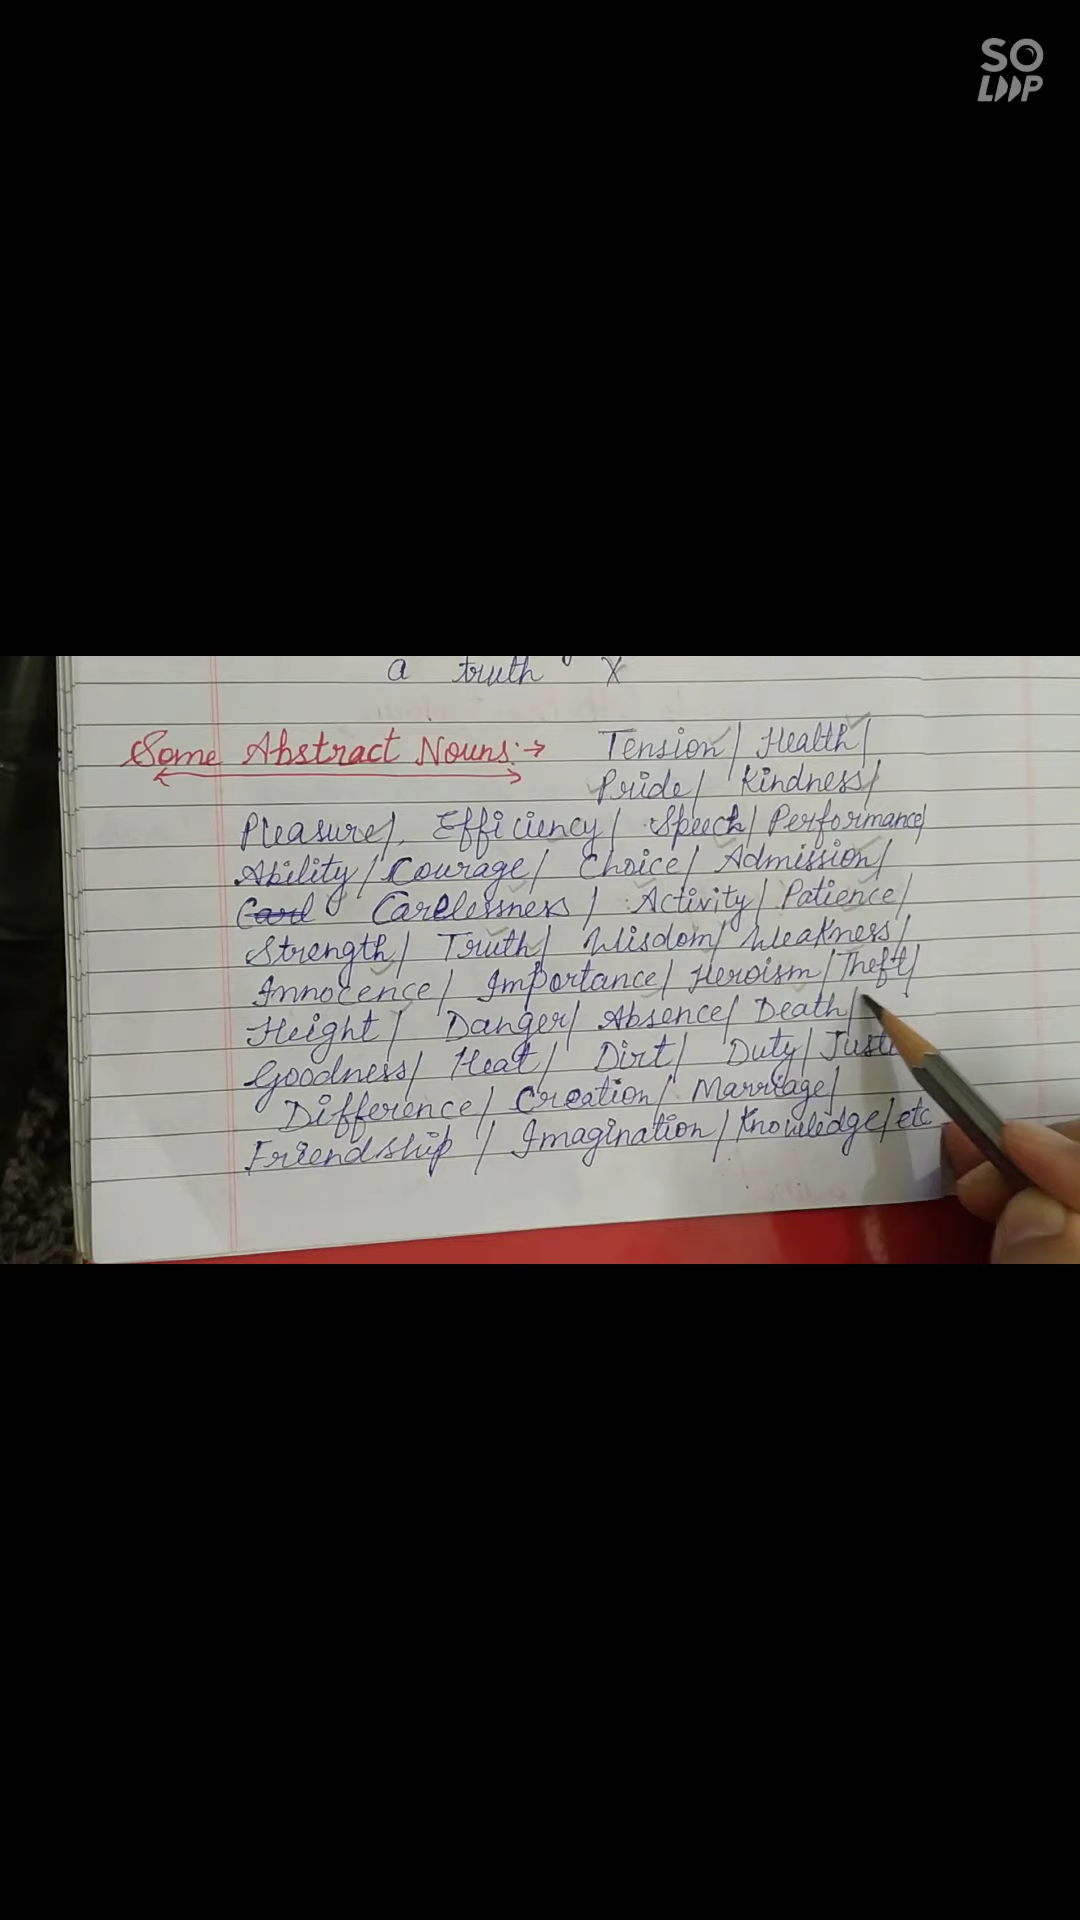 SO
LOOP
a truth X
Some Abstract Nouns:→ Tension / Health /
Pride / Kindness /
Pleasure /. Efficiency / Speech / Performance /
Ability / Courage / Choice / Admission /
Carelessness / Activity / Patience /
Strength / Truth / Wisdom / Weakness /
Innocence / Importance / Heroism / Theft /
Height / Danger / Absence / Death /
Goodness / Heat / Dirt / Duty /
Difference / Creation / Marriage /
Friendship / Imagination / Knowledge / etc